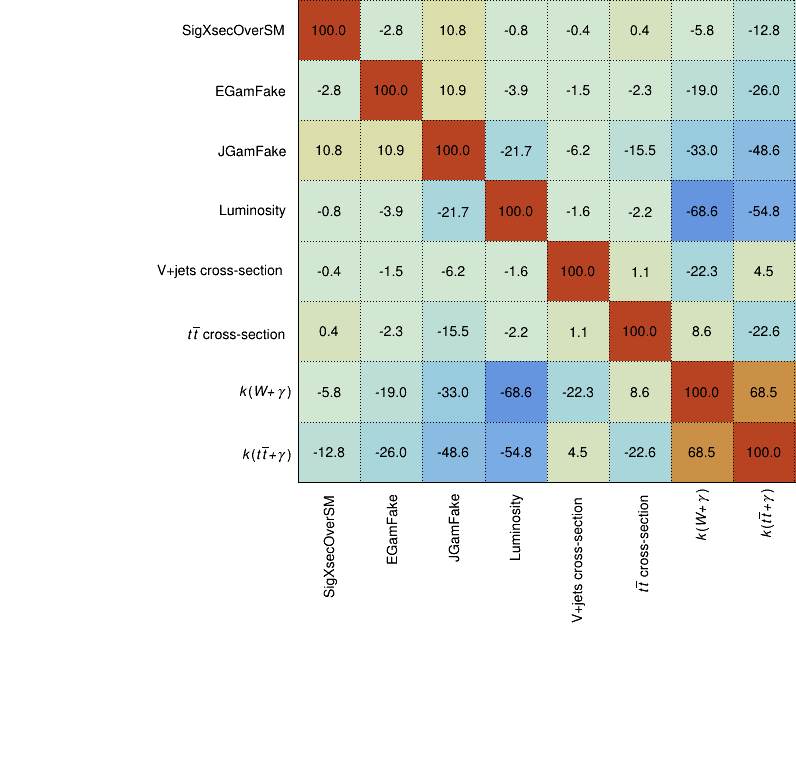 SigXsecOverSM 100.0 -2.8 10.8 -0.8 -0.4 0.4 -5.8 -12.8
EGamFake -2.8 100.0 10.9 -3.9 -1.5 -2.3 -19.0 -26.0
JGamFake 10.8 10.9 100.0 -21.7 -6.2 -15.5 -33.0 -48.6
Luminosity -0.8 -3.9 -21.7 100.0 -1.6 -2.2 -68.6 -54.8
V+jets cross-section -0.4 -1.5 -6.2 -1.6 100.0 1.1 -22.3 4.5
tt̅ cross-section 0.4 -2.3 -15.5 -2.2 1.1 100.0 8.6 -22.6
k(W+γ) -5.8 -19.0 -33.0 -68.6 -22.3 8.6 100.0 68.5
k(tt̅+γ) -12.8 -26.0 -48.6 -54.8 4.5 -22.6 68.5 100.0
SigXsecOverSM
EGamFake
JGamFake
Luminosity
V+jets cross-section
tt̅ cross-section
k(W+γ)
k(tt̅+γ)